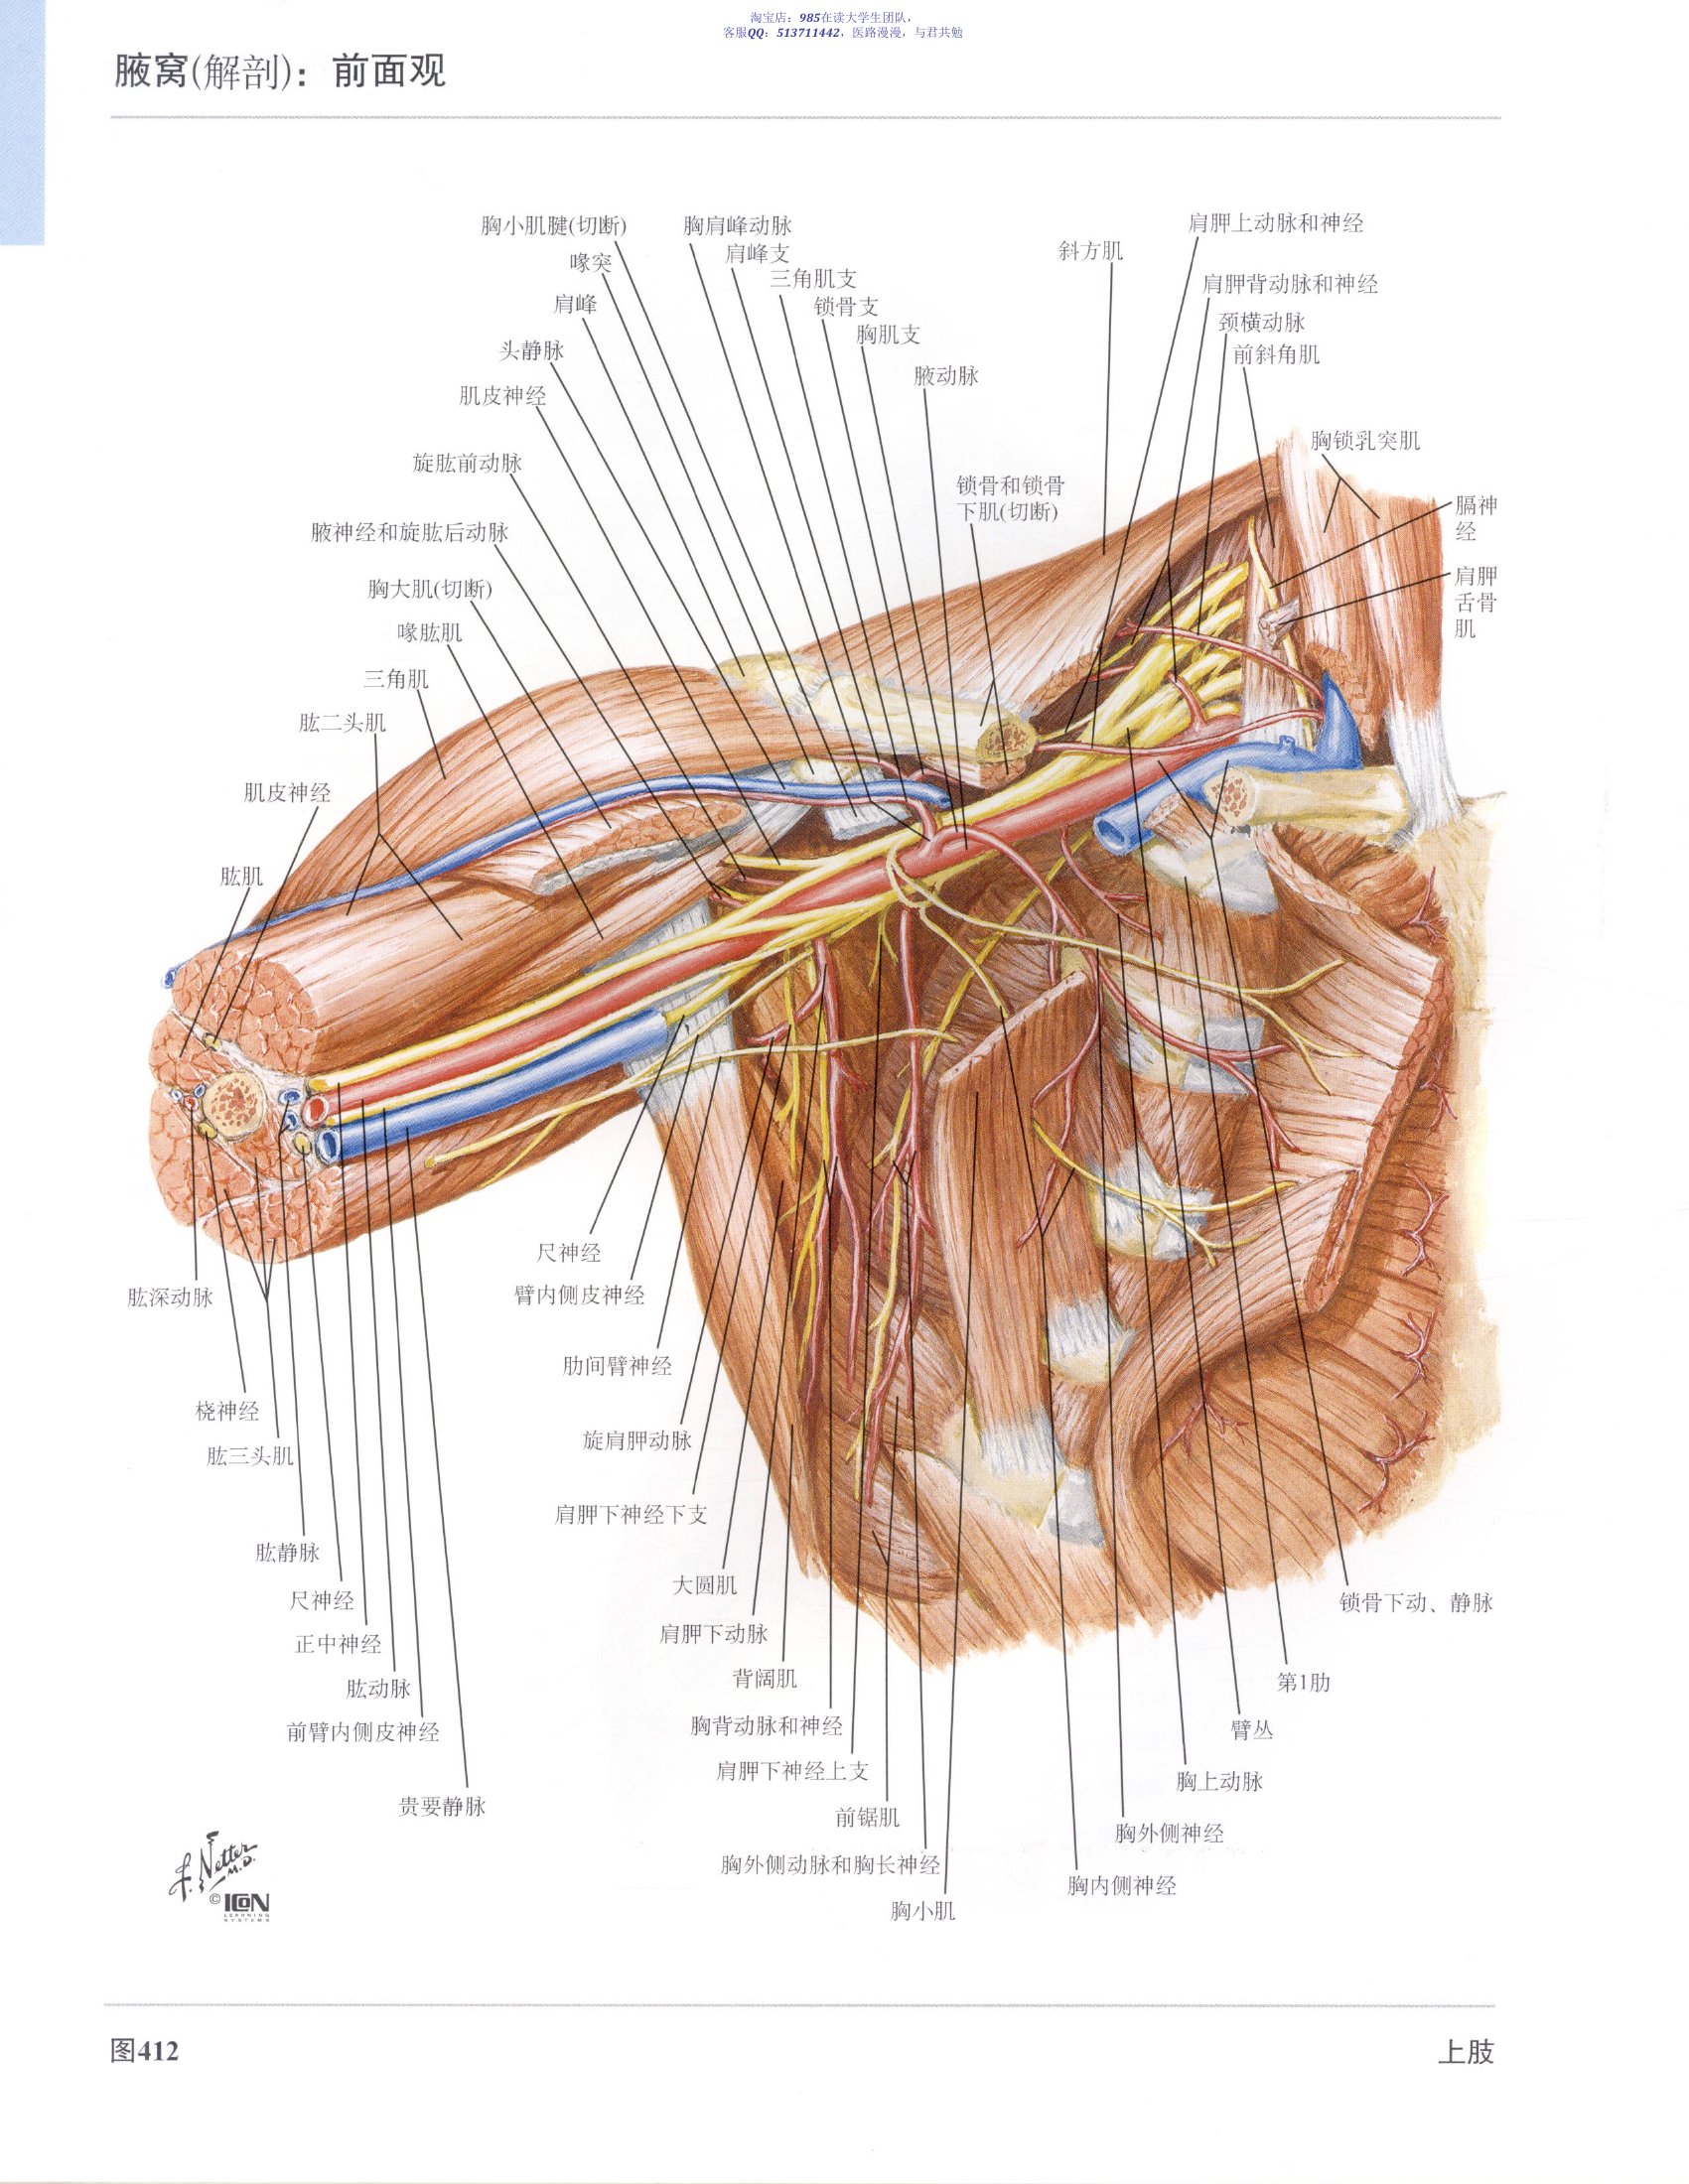 淘宝店：985在读大学生团队，
客服QQ：513711442，医路漫漫，与君共勉
腋窝(解剖)：前面观
胸小肌腱(切断)
喙突
肩峰
头静脉
肌皮神经
旋肱前动脉
腋神经和旋肱后动脉
胸大肌(切断)
喙肱肌
三角肌
肱二头肌
肌皮神经
肱肌
胸肩峰动脉
肩峰支
三角肌支
锁骨支
胸肌支
腋动脉
锁骨和锁骨
下肌(切断)
斜方肌
肩胛上动脉和神经
肩胛背动脉和神经
颈横动脉
前斜角肌
胸锁乳突肌
膈神
经
肩胛
舌骨
肌
肱深动脉
桡神经
肱三头肌
肱静脉
尺神经
正中神经
肱动脉
前臂内侧皮神经
贵要静脉
尺神经
臂内侧皮神经
肋间臂神经
旋肩胛动脉
肩胛下神经下支
大圆肌
肩胛下动脉
背阔肌
胸背动脉和神经
肩胛下神经上支
前锯肌
胸外侧动脉和胸长神经
胸小肌
锁骨下动、静脉
第1肋
臂丛
胸上动脉
胸外侧神经
胸内侧神经
F. Netter
M.D.
© ICON
LEARNING
SYSTEMS
图412
上肢